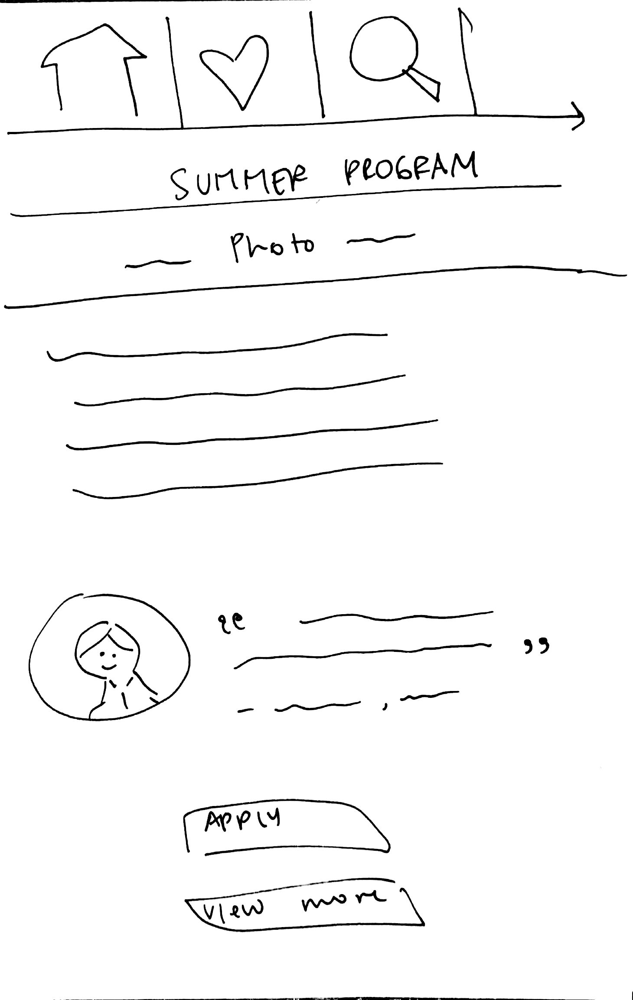 SUMMER PROGRAM
Photo
“
”
- ,
APPLY
View more